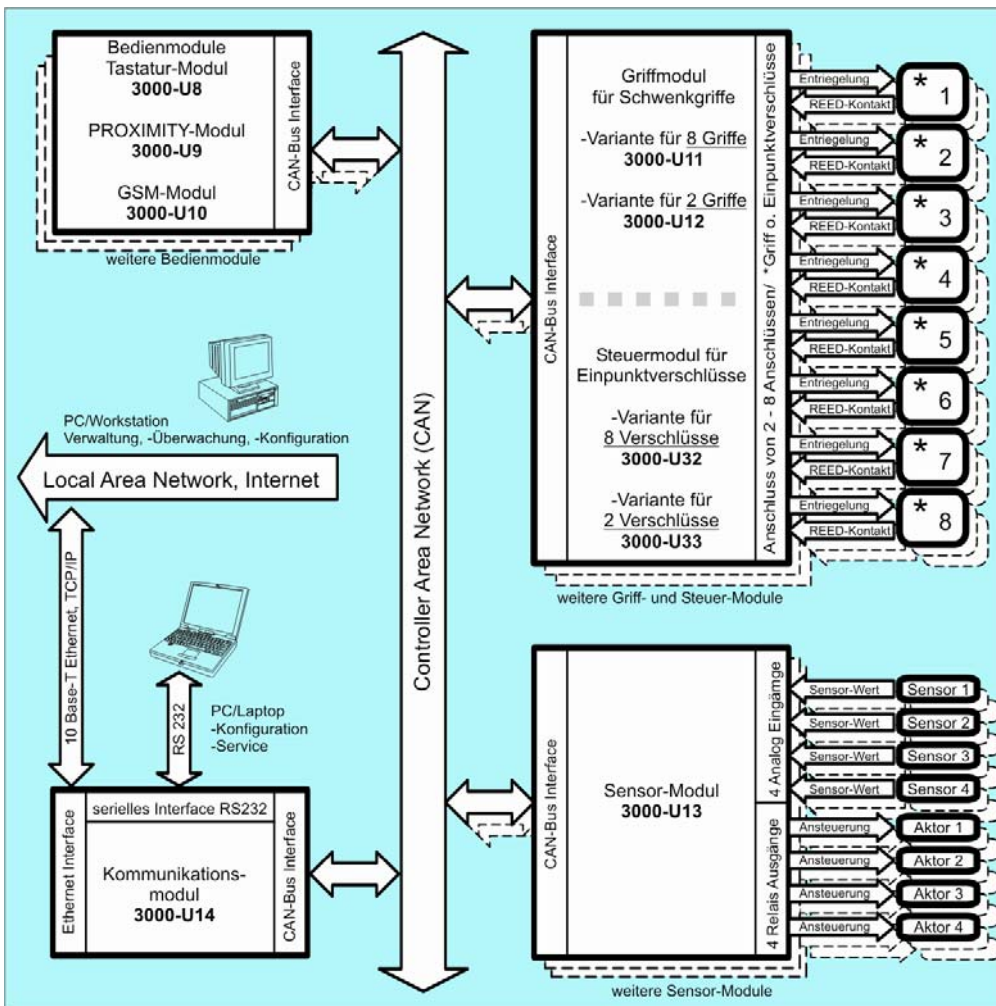 Bedienmodule
Tastatur-Modul
3000-U8
PROXIMITY-Modul
3000-U9
GSM-Modul
3000-U10
CAN-Bus Interface
weitere Bedienmodule
PC/Workstation
Verwaltung, -Überwachung, -Konfiguration
Local Area Network, Internet
10 Base-T Ethernet, TCP/IP
RS 232
PC/Laptop
-Konfiguration
-Service
Ethernet Interface
serielles Interface RS232
Kommunikations-
modul
3000-U14
CAN-Bus Interface
Controller Area Network (CAN)
CAN-Bus Interface
Griffmodul
für Schwenkgriffe
-Variante für 8 Griffe
3000-U11
-Variante für 2 Griffe
3000-U12
Steuermodul für
Einpunktverschlüsse
-Variante für
8 Verschlüsse
3000-U32
-Variante für
2 Verschlüsse
3000-U33
Anschluss von 2 - 8 Anschlüssen/ *Griff o. Einpunktverschlüsse
Entriegelung
REED-Kontakt
* 1
Entriegelung
REED-Kontakt
* 2
Entriegelung
REED-Kontakt
* 3
Entriegelung
REED-Kontakt
* 4
Entriegelung
REED-Kontakt
* 5
Entriegelung
REED-Kontakt
* 6
Entriegelung
REED-Kontakt
* 7
Entriegelung
REED-Kontakt
* 8
weitere Griff- und Steuer-Module
CAN-Bus Interface
Sensor-Modul
3000-U13
4 Analog Eingämge
4 Relais Ausgänge
Sensor-Wert
Sensor 1
Sensor-Wert
Sensor 2
Sensor-Wert
Sensor 3
Sensor-Wert
Sensor 4
Ansteuerung
Aktor 1
Ansteuerung
Aktor 2
Ansteuerung
Aktor 3
Ansteuerung
Aktor 4
weitere Sensor-Module